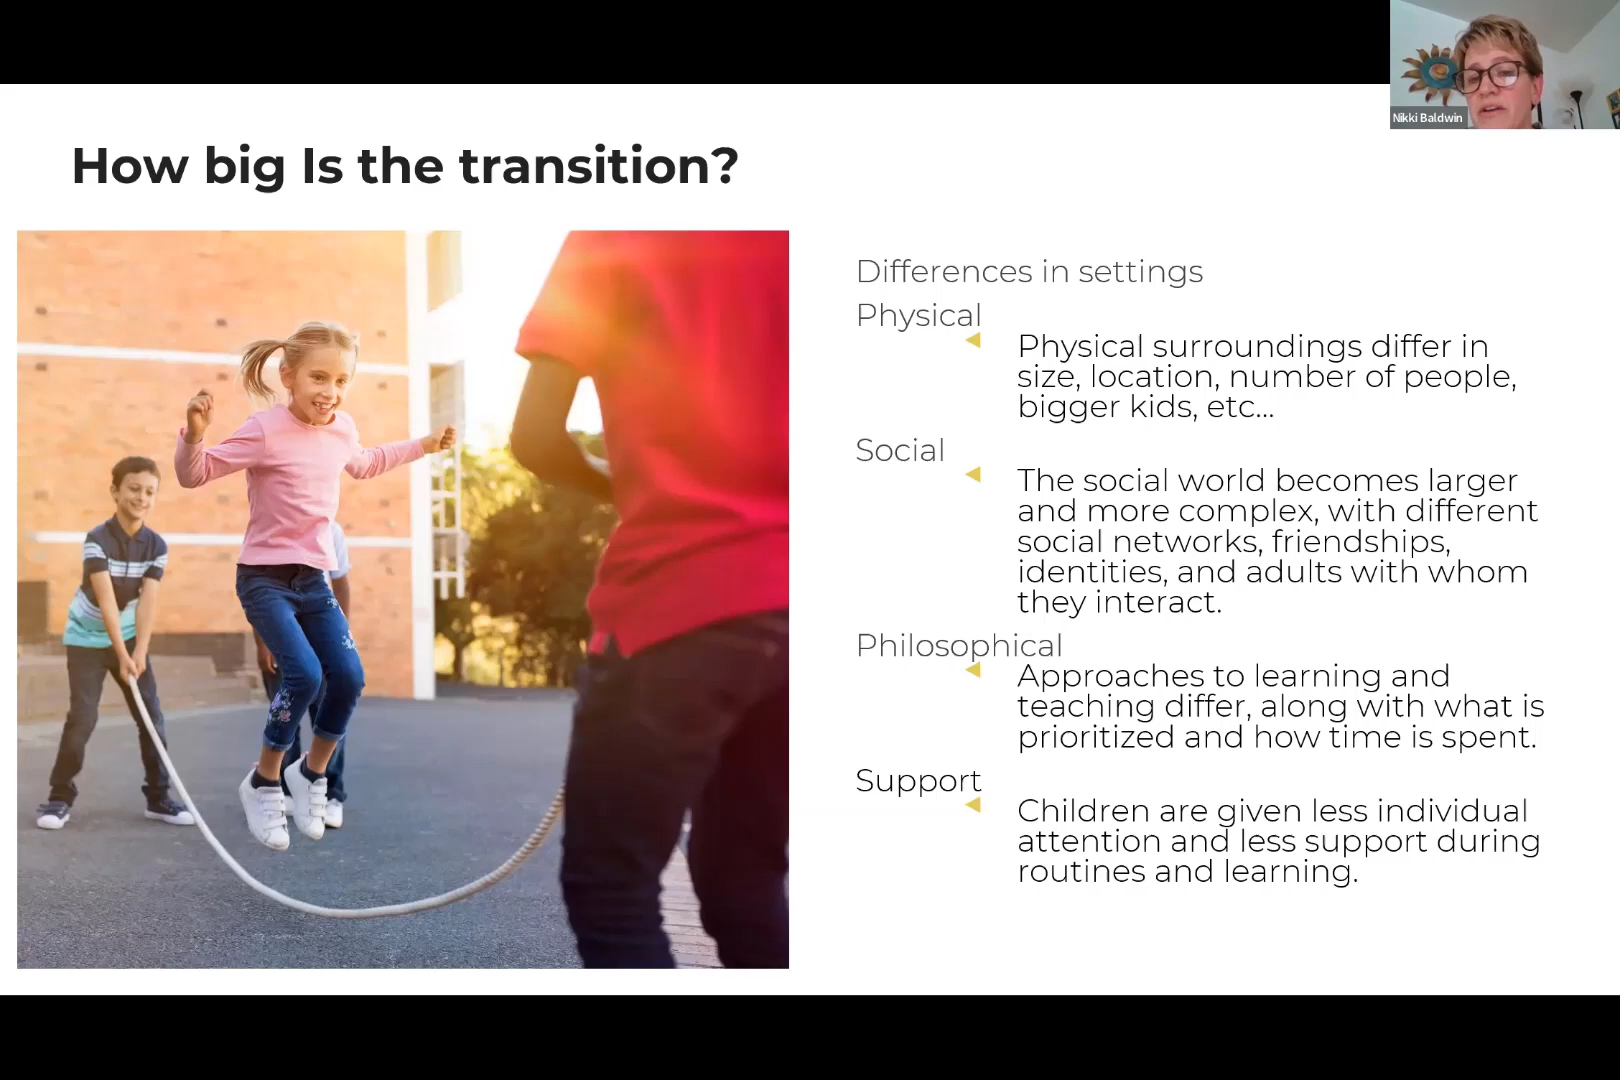 Nikki Baldwin
How big Is the transition?
Differences in settings
Physical
Physical surroundings differ in
size, location, number of people,
bigger kids, etc...
Social
The social world becomes larger
and more complex, with different
social networks, friendships,
identities, and adults with whom
they interact.
Philosophical
Approaches to learning and
teaching differ, along with what is
prioritized and how time is spent.
Support
Children are given less individual
attention and less support during
routines and learning.